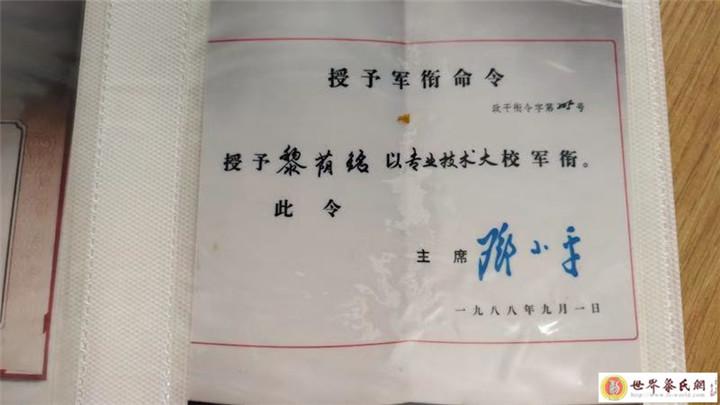 授予军衔命令
政干衔令字第 号
授予黎荫铭以专业技术大校军衔。
此令
主席 邓小平
一九八八年九月一日
世界黎氏网